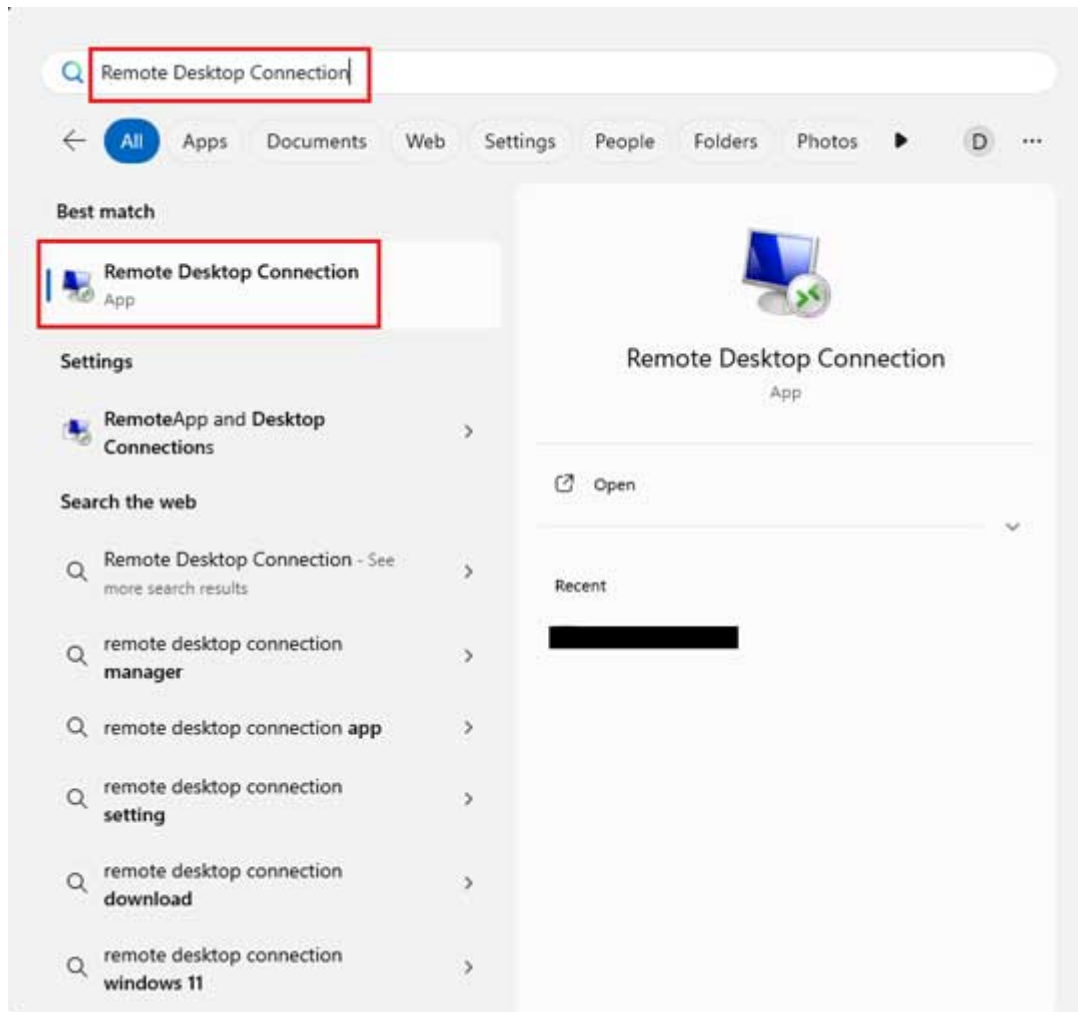 Remote Desktop Connection
All Apps Documents Web Settings People Folders Photos D ...
Best match
Remote Desktop Connection
App
Settings
RemoteApp and Desktop
Connections
Search the web
Remote Desktop Connection - See
more search results
remote desktop connection
manager
remote desktop connection app
remote desktop connection
setting
remote desktop connection
download
remote desktop connection
windows 11
Remote Desktop Connection
App
Open
Recent